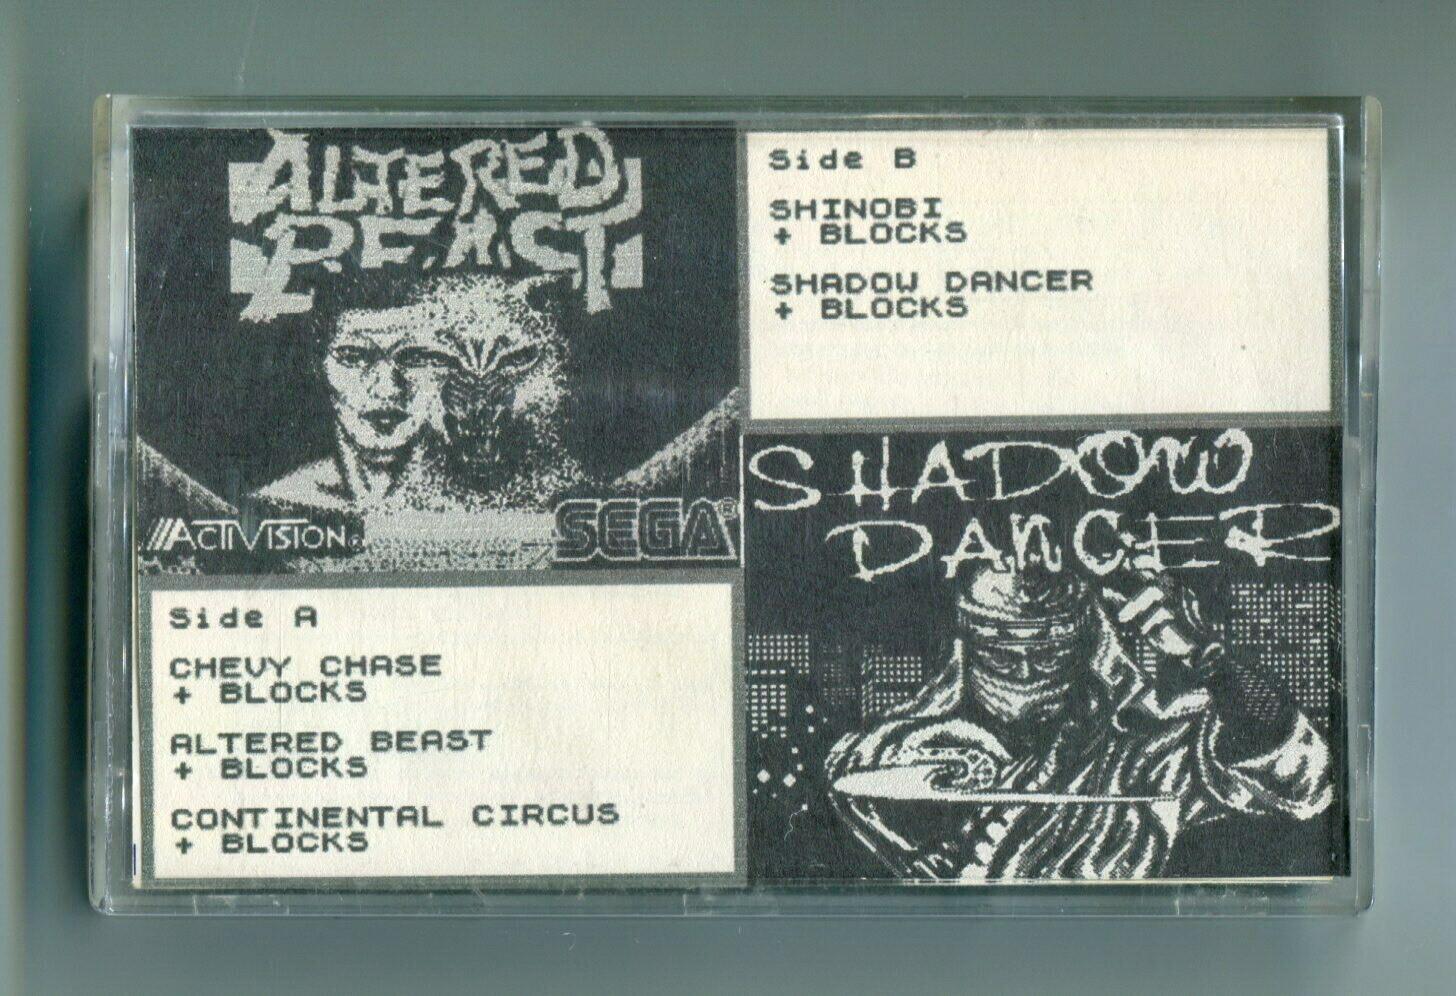 ALTERED
BEAST
ACTIVISION®
SEGA®
Side A
CHEVY CHASE
+ BLOCKS
ALTERED BEAST
+ BLOCKS
CONTINENTAL CIRCUS
+ BLOCKS
Side B
SHINOBI
+ BLOCKS
SHADOW DANCER
+ BLOCKS
SHADOW
DANCER